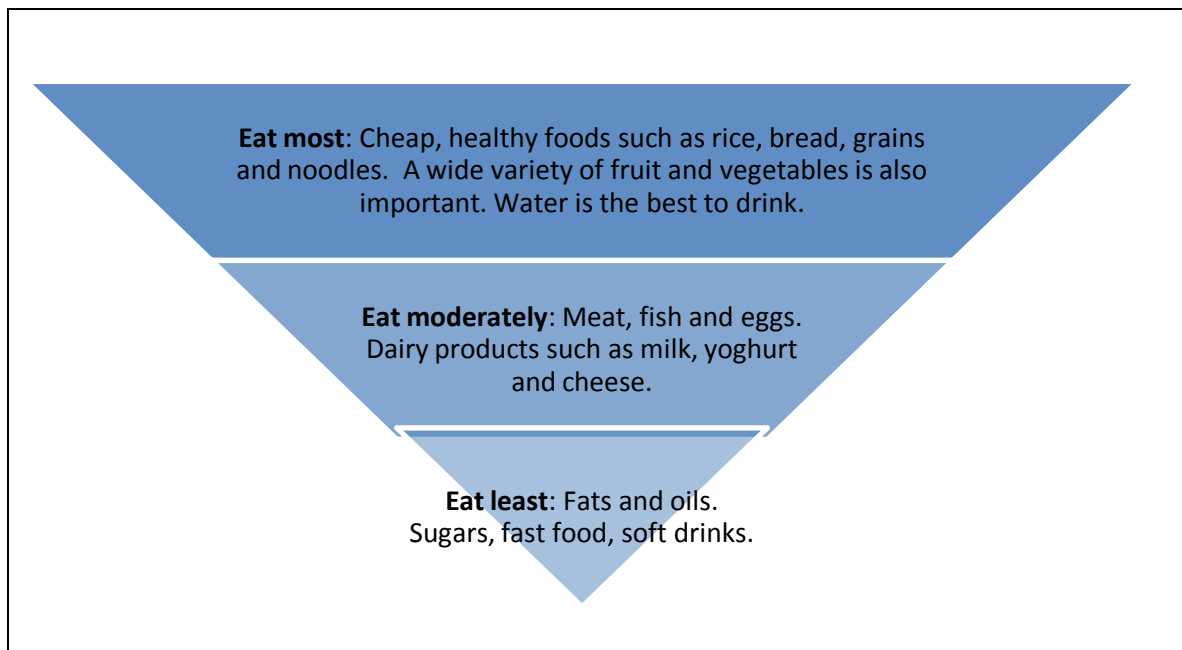 Eat most: Cheap, healthy foods such as rice, bread, grains
and noodles.  A wide variety of fruit and vegetables is also
important. Water is the best to drink.
Eat moderately: Meat, fish and eggs.
Dairy products such as milk, yoghurt
and cheese.
Eat least: Fats and oils.
Sugars, fast food, soft drinks.